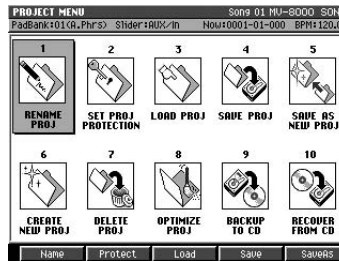 PROJECT MENU Song 01 MV-8000 SON
PadBank:01(A.Phrs) Slider:AUX/In Now:0001-01-000 BPM:120.0
1 2 3 4 5
RENAME PROJ
SET PROJ PROTECTION
LOAD PROJ
SAVE PROJ
SAVE AS NEW PROJ
6 7 8 9 10
CREATE NEW PROJ
DELETE PROJ
OPTIMIZE PROJ
BACKUP TO CD
RECOVER FROM CD
Name Protect Load Save SaveAs